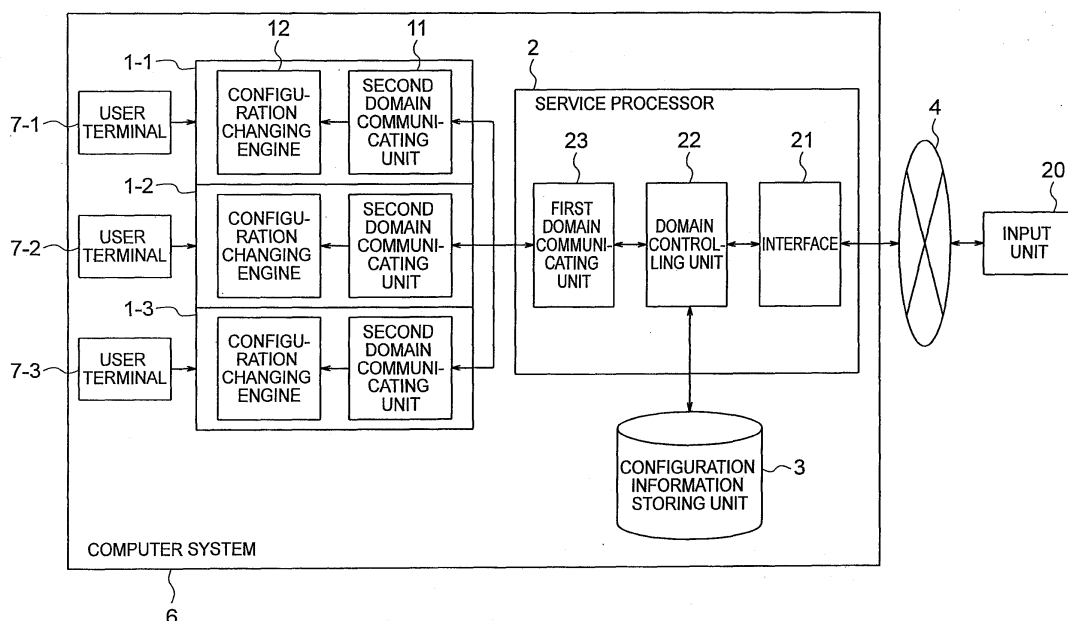 12
11
2
1-1
SERVICE PROCESSOR
4
7-1
USER
TERMINAL
CONFIGU-
RATION
CHANGING
ENGINE
SECOND
DOMAIN
COMMUNI-
CATING
UNIT
23
22
21
20
1-2
7-2
USER
TERMINAL
CONFIGU-
RATION
CHANGING
ENGINE
SECOND
DOMAIN
COMMUNI-
CATING
UNIT
FIRST
DOMAIN
COMMUNI-
CATING UNIT
DOMAIN
CONTROL-
LING UNIT
INTERFACE
INPUT
UNIT
1-3
7-3
USER
TERMINAL
CONFIGU-
RATION
CHANGING
ENGINE
SECOND
DOMAIN
COMMUNI-
CATING
UNIT
CONFIGURATION
INFORMATION
STORING UNIT
3
COMPUTER SYSTEM
6